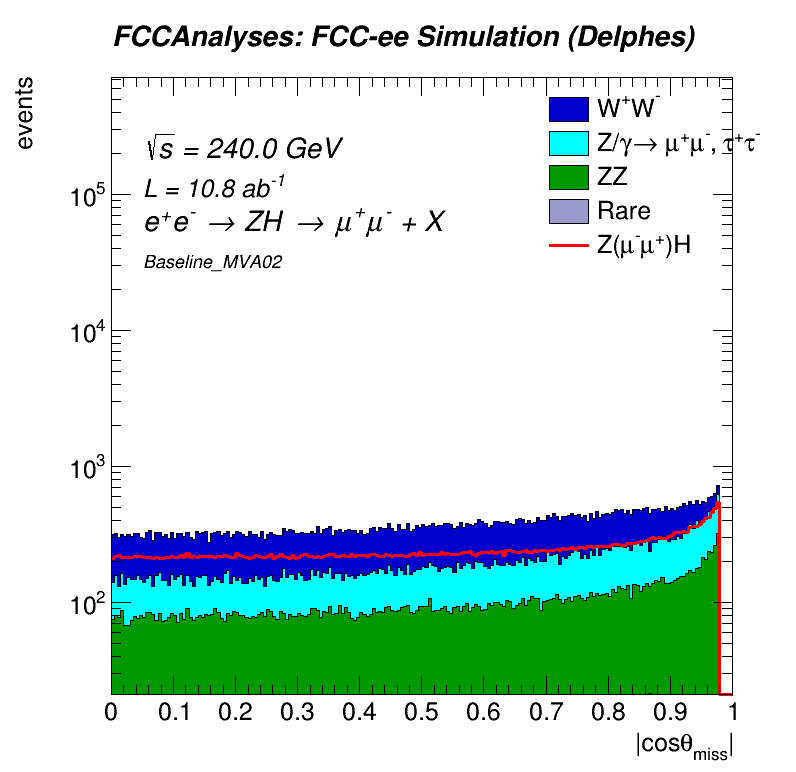 FCCAnalyses: FCC-ee Simulation (Delphes)
events
√s = 240.0 GeV
L = 10.8 ab⁻¹
e⁺e⁻ → ZH → μ⁺μ⁻ + X
Baseline_MVA02
W⁺W⁻
Z/γ→ μ⁺μ⁻, τ⁺τ⁻
ZZ
Rare
Z(μ⁻μ⁺)H
10⁵
10⁴
10³
10²
0 0.1 0.2 0.3 0.4 0.5 0.6 0.7 0.8 0.9 1
|cosθ_miss|